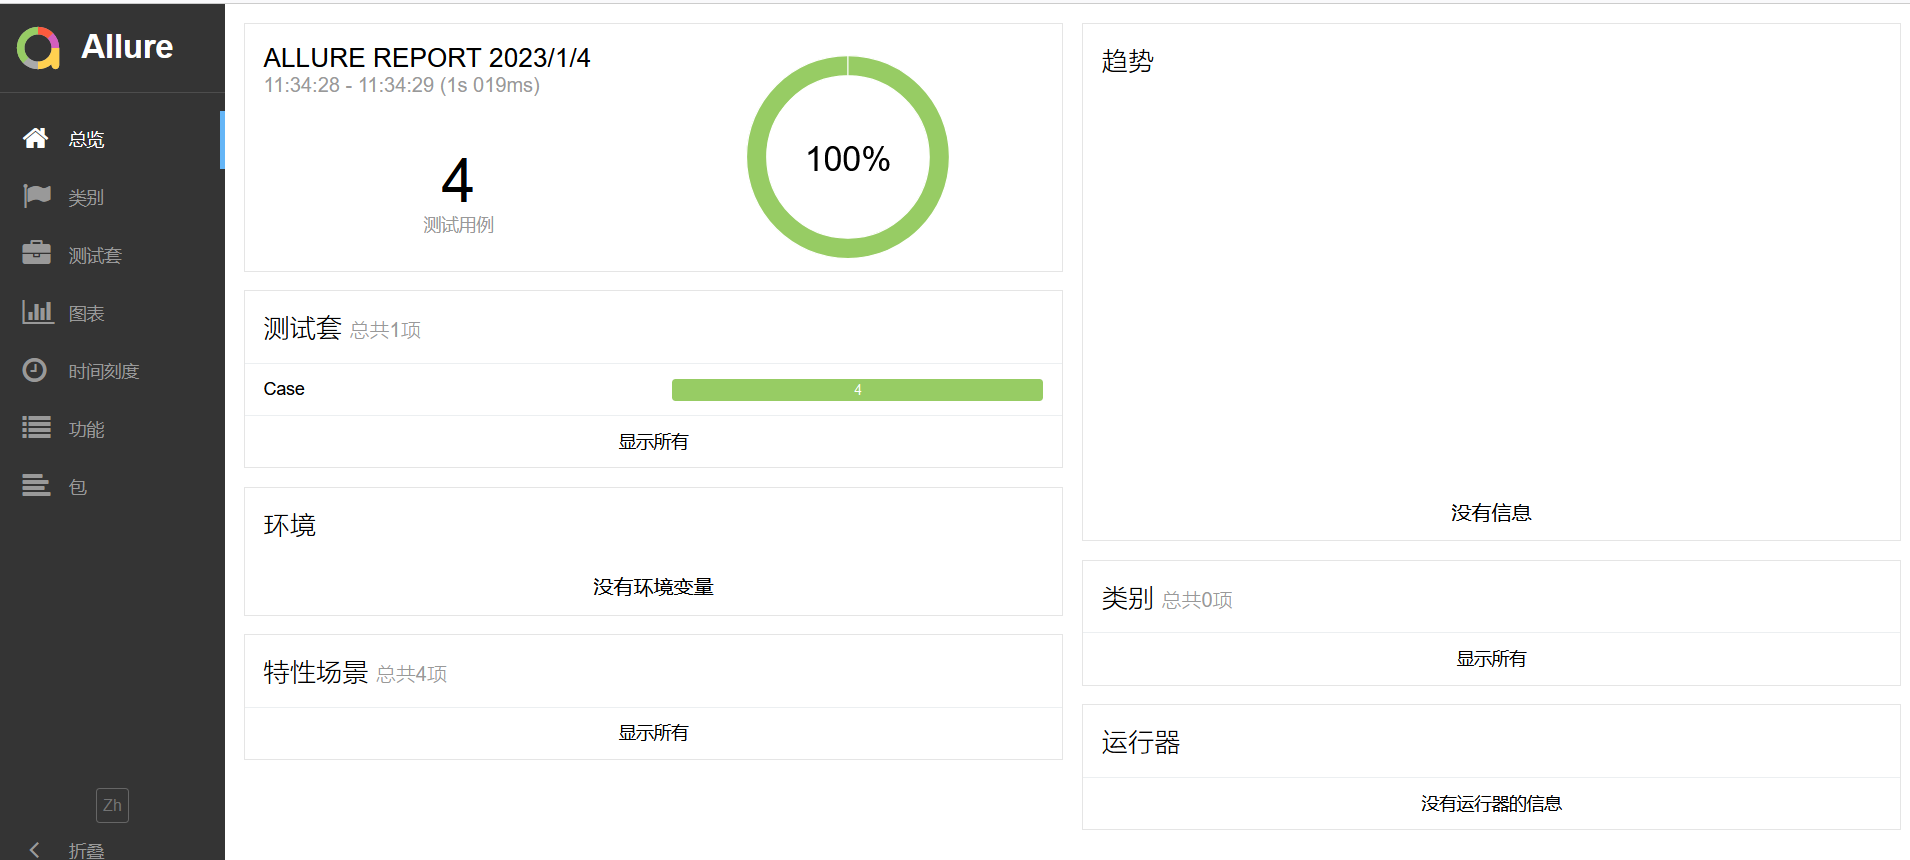 Allure
总览
类别
测试套
图表
时间刻度
功能
包
Zh
折叠
ALLURE REPORT 2023/1/4
11:34:28 - 11:34:29 (1s 019ms)
4
测试用例
100%
测试套 总共1项
Case
4
显示所有
环境
没有环境变量
特性场景 总共4项
显示所有
趋势
没有信息
类别 总共0项
显示所有
运行器
没有运行器的信息